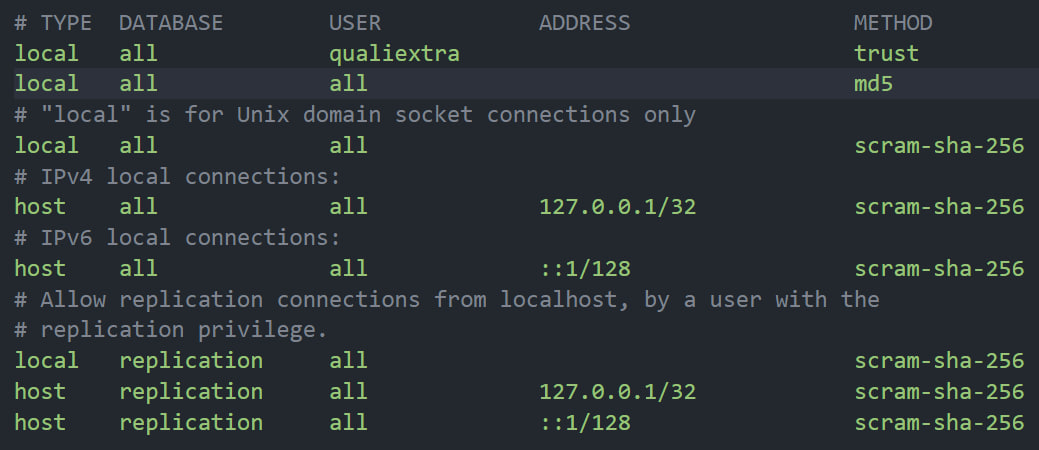 # TYPE  DATABASE        USER            ADDRESS                 METHOD
local   all             qualiextra                              trust
local   all             all                                     md5
# "local" is for Unix domain socket connections only
local   all             all                                     scram-sha-256
# IPv4 local connections:
host    all             all             127.0.0.1/32            scram-sha-256
# IPv6 local connections:
host    all             all             ::1/128                 scram-sha-256
# Allow replication connections from localhost, by a user with the
# replication privilege.
local   replication     all                                     scram-sha-256
host    replication     all             127.0.0.1/32            scram-sha-256
host    replication     all             ::1/128                 scram-sha-256